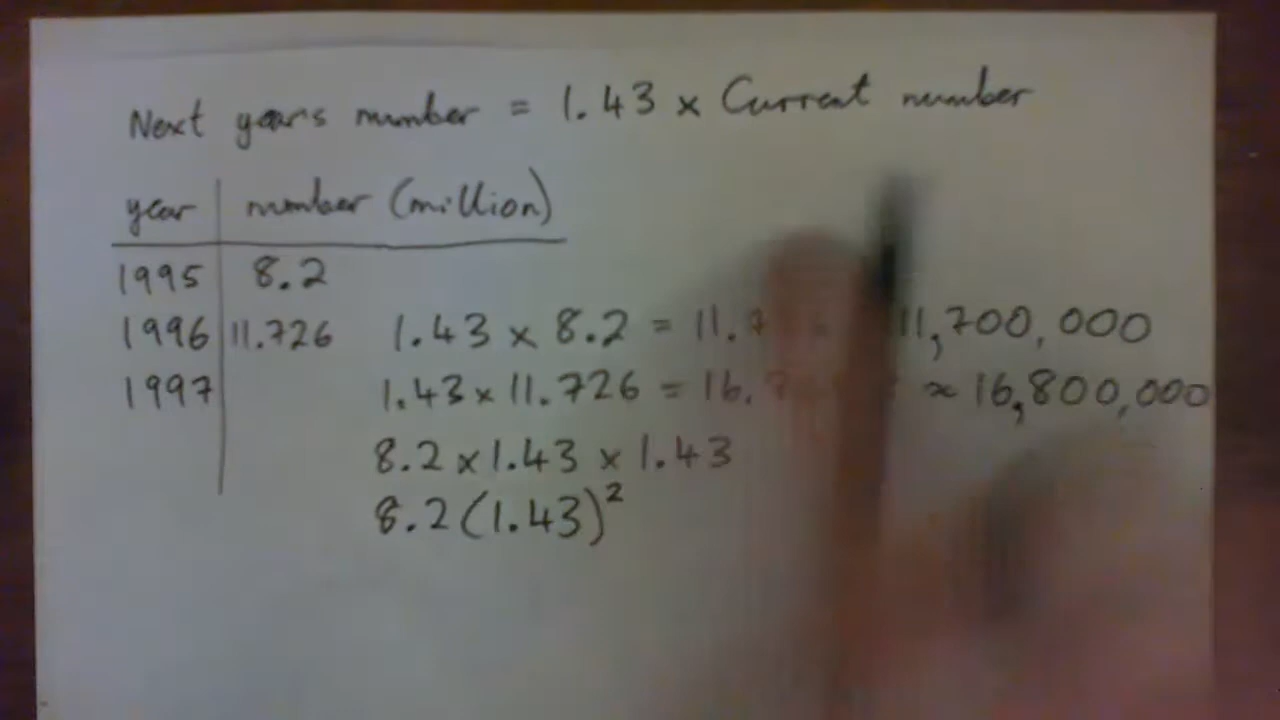 Next years number = 1.43 x Current number
year number (million)
1995 8.2
1996 11.726 1.43 x 8.2 = 11.7 11,700,000
1997 1.43 x 11.726 = 16. ≈ 16,800,000
8.2 x 1.43 x 1.43
8.2(1.43)²